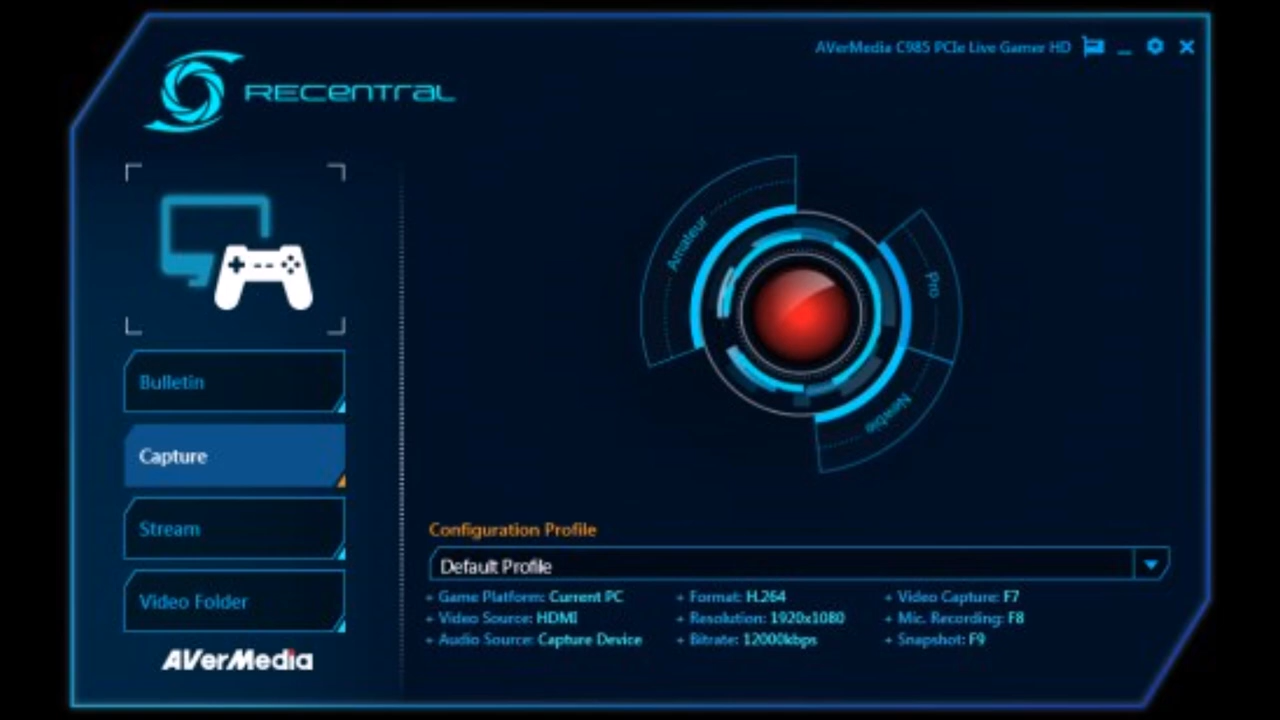 AVerMedia C985 PCIe Live Gamer HD
RECENTRAL
Amateur
Pro
Newbie
Bulletin
Capture
Stream
Video Folder
AVerMedia
Configuration Profile
Default Profile
+ Game Platform: Current PC
+ Format: H.264
+ Video Capture: F7
+ Video Source: HDMI
+ Resolution: 1920x1080
+ Mic. Recording: F8
+ Audio Source: Capture Device
+ Bitrate: 12000kbps
+ Snapshot: F9